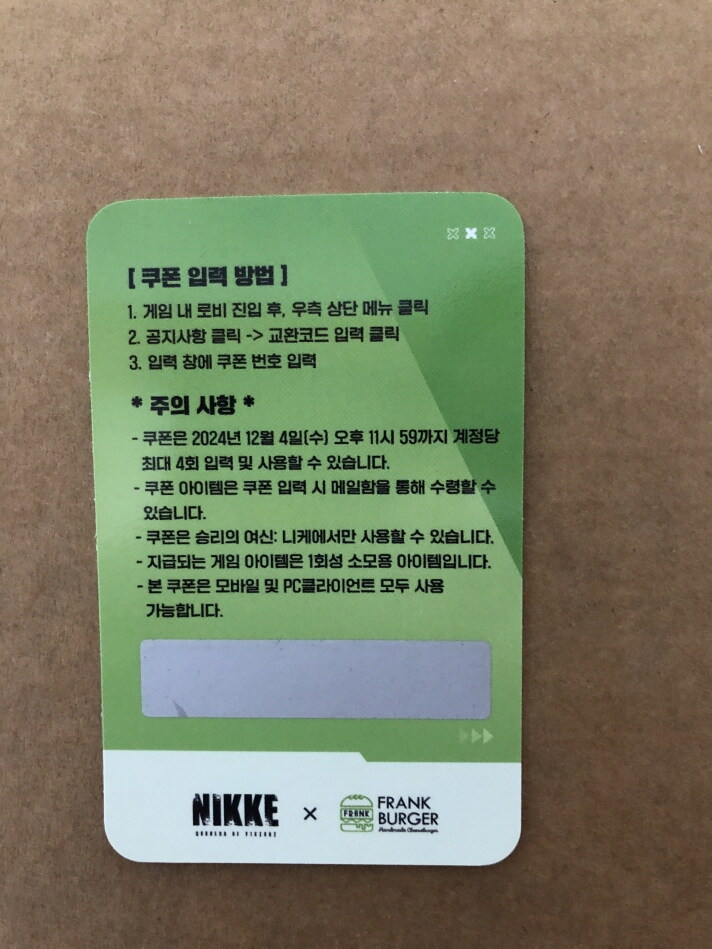 [ 쿠폰 입력 방법 ]
1. 게임 내 로비 진입 후, 우측 상단 메뉴 클릭
2. 공지사항 클릭 -> 교환코드 입력 클릭
3. 입력 창에 쿠폰 번호 입력
* 주의 사항 *
- 쿠폰은 2024년 12월 4일(수) 오후 11시 59까지 계정당
최대 4회 입력 및 사용할 수 있습니다.
- 쿠폰 아이템은 쿠폰 입력 시 메일함을 통해 수령할 수
있습니다.
- 쿠폰은 승리의 여신: 니케에서만 사용할 수 있습니다.
- 지급되는 게임 아이템은 1회성 소모용 아이템입니다.
- 본 쿠폰은 모바일 및 PC클라이언트 모두 사용
가능합니다.
NIKKE
GODDESS OF VICTORY
×
FRANK
FRANK
BURGER
Handmade Cheeseburger